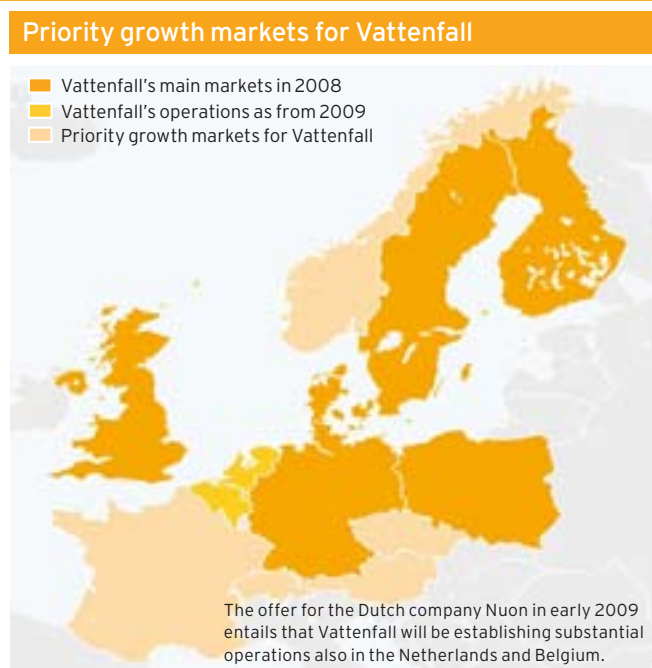 Priority growth markets for Vattenfall
Vattenfall's main markets in 2008
Vattenfall's operations as from 2009
Priority growth markets for Vattenfall
The offer for the Dutch company Nuon in early 2009
entails that Vattenfall will be establishing substantial
operations also in the Netherlands and Belgium.